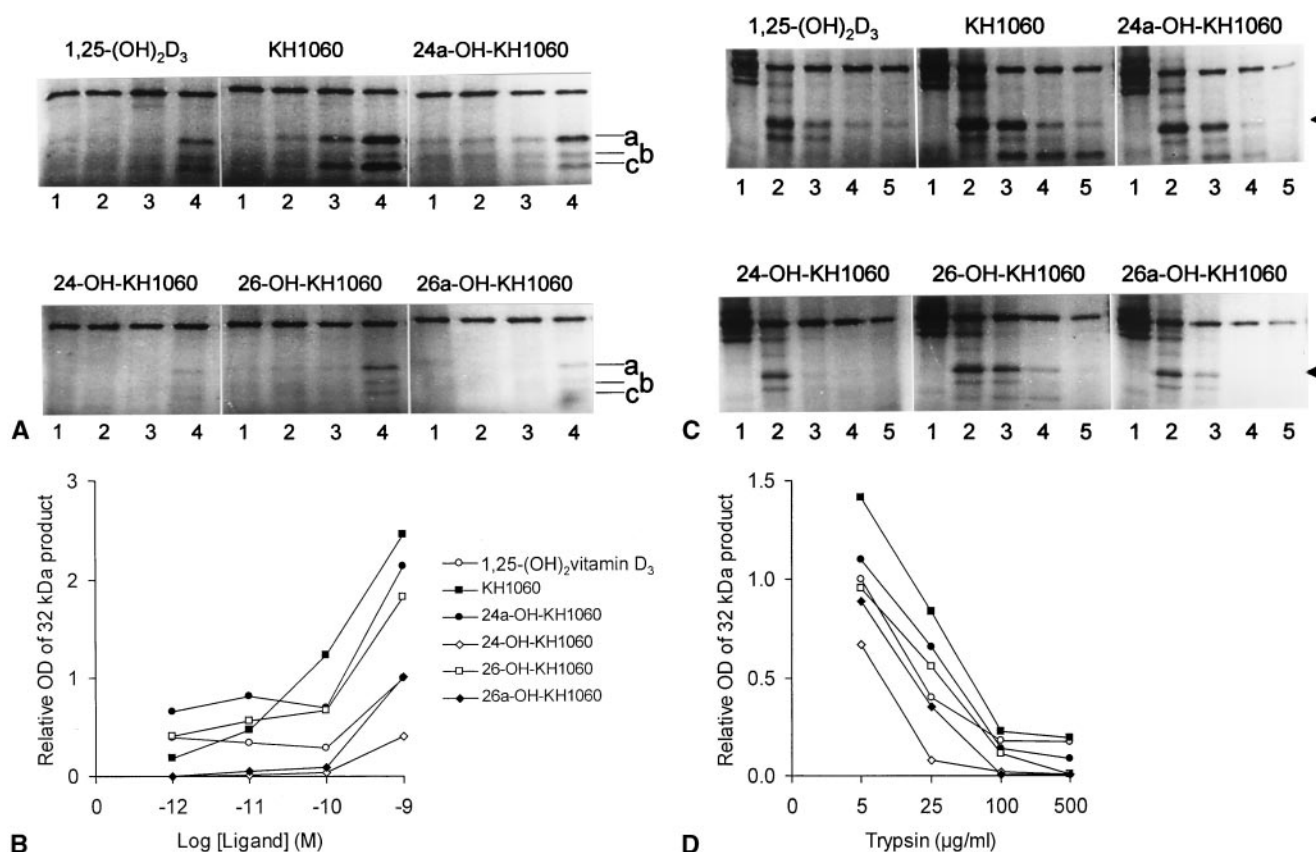 1,25-(OH)₂D₃ KH1060 24a-OH-KH1060
a
b
c
1 2 3 4 1 2 3 4 1 2 3 4
24-OH-KH1060 26-OH-KH1060 26a-OH-KH1060
a
b
c
A
1 2 3 4 1 2 3 4 1 2 3 4
1,25-(OH)₂D₃ KH1060 24a-OH-KH1060
1 2 3 4 5 1 2 3 4 5 1 2 3 4 5
24-OH-KH1060 26-OH-KH1060 26a-OH-KH1060
C
1 2 3 4 5 1 2 3 4 5 1 2 3 4 5
Relative OD of 32 kDa product
3
2
1
0
0 -12 -11 -10 -9
Log [Ligand] (M)
B
1,25-(OH)₂vitamin D₃
KH1060
24a-OH-KH1060
24-OH-KH1060
26-OH-KH1060
26a-OH-KH1060
Relative OD of 32 kDa product
1.5
1.0
0.5
0.0
0 5 25 100 500
Trypsin (µg/ml)
D